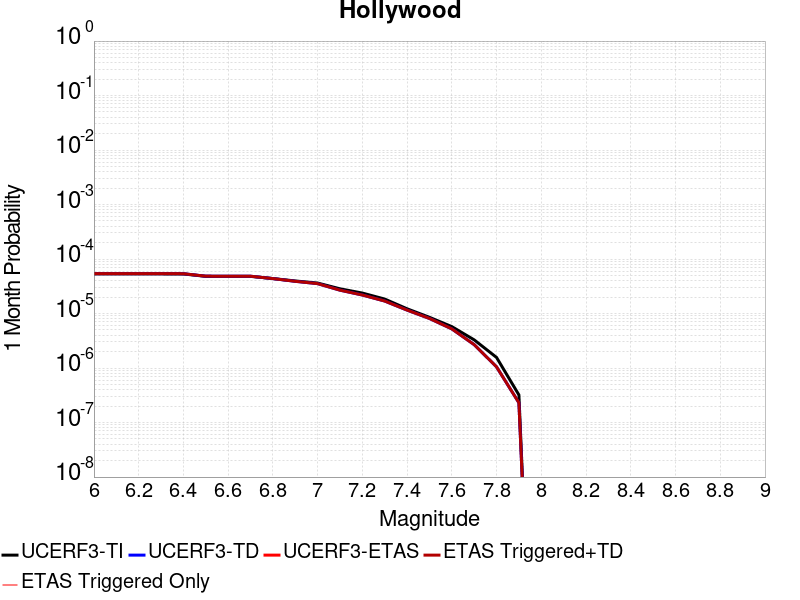 Hollywood
1 Month Probability
10^0
10^-1
10^-2
10^-3
10^-4
10^-5
10^-6
10^-7
10^-8
6 6.2 6.4 6.6 6.8 7 7.2 7.4 7.6 7.8 8 8.2 8.4 8.6 8.8 9
Magnitude
UCERF3-TI UCERF3-TD UCERF3-ETAS ETAS Triggered+TD
ETAS Triggered Only